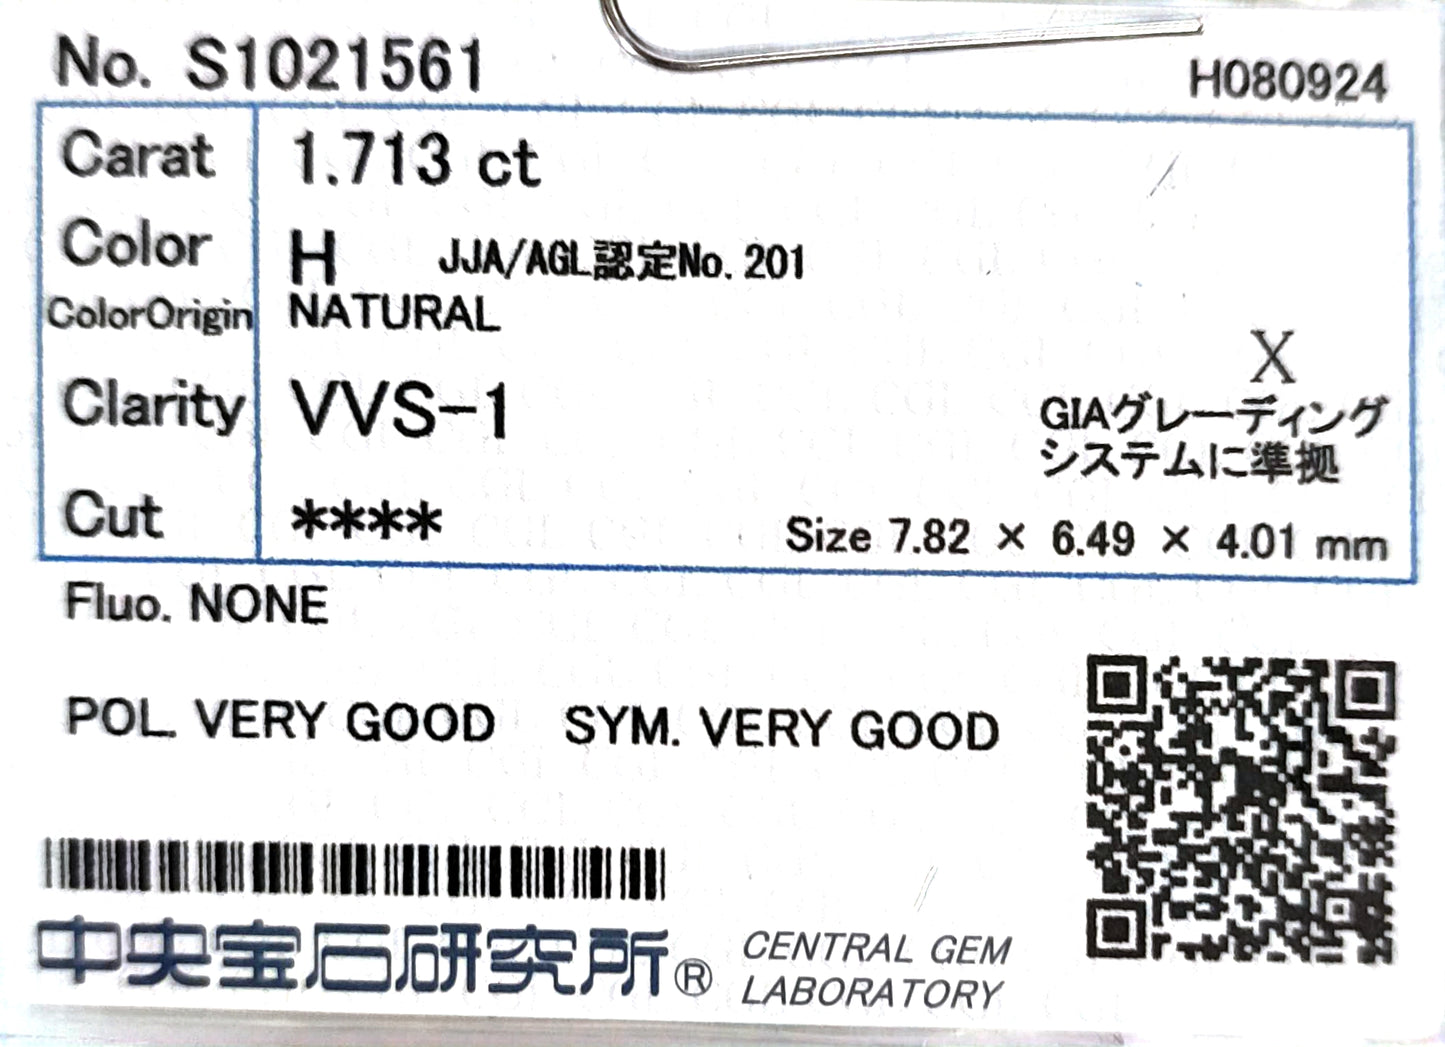 No. S1021561
H080924
Carat 1.713 ct
Color H JJA/AGL認定No. 201
ColorOrigin NATURAL
X
Clarity VVS-1
GIAグレーディング
システムに準拠
Cut ****
Size 7.82 × 6.49 × 4.01 mm
Fluo. NONE
POL. VERY GOOD SYM. VERY GOOD
中央宝石研究所® CENTRAL GEM
LABORATORY